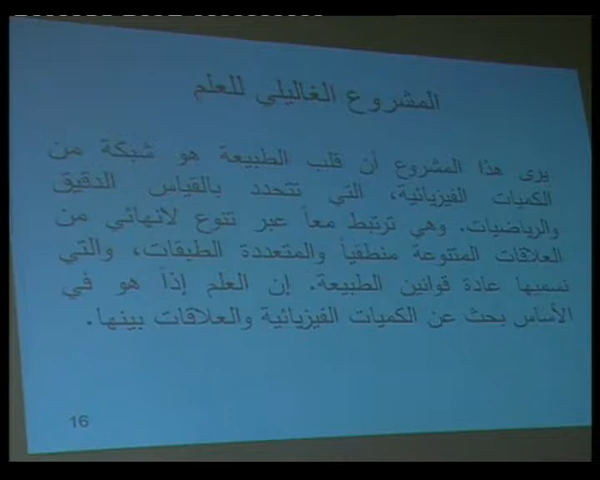 المشروع الغاليلي للعلم
يرى هذا المشروع أن قلب الطبيعة هو شبكة من
الكميات الفيزيائية، التي تتحدد بالقياس الدقيق
والرياضيات. وهي ترتبط معاً عبر تنوع لانهائي من
العلاقات المتنوعة منطقياً والمتعددة الطبقات، والتي
نسميها عادة قوانين الطبيعة. إن العلم إذاً هو في
الأساس بحث عن الكميات الفيزيائية والعلاقات بينها.
16